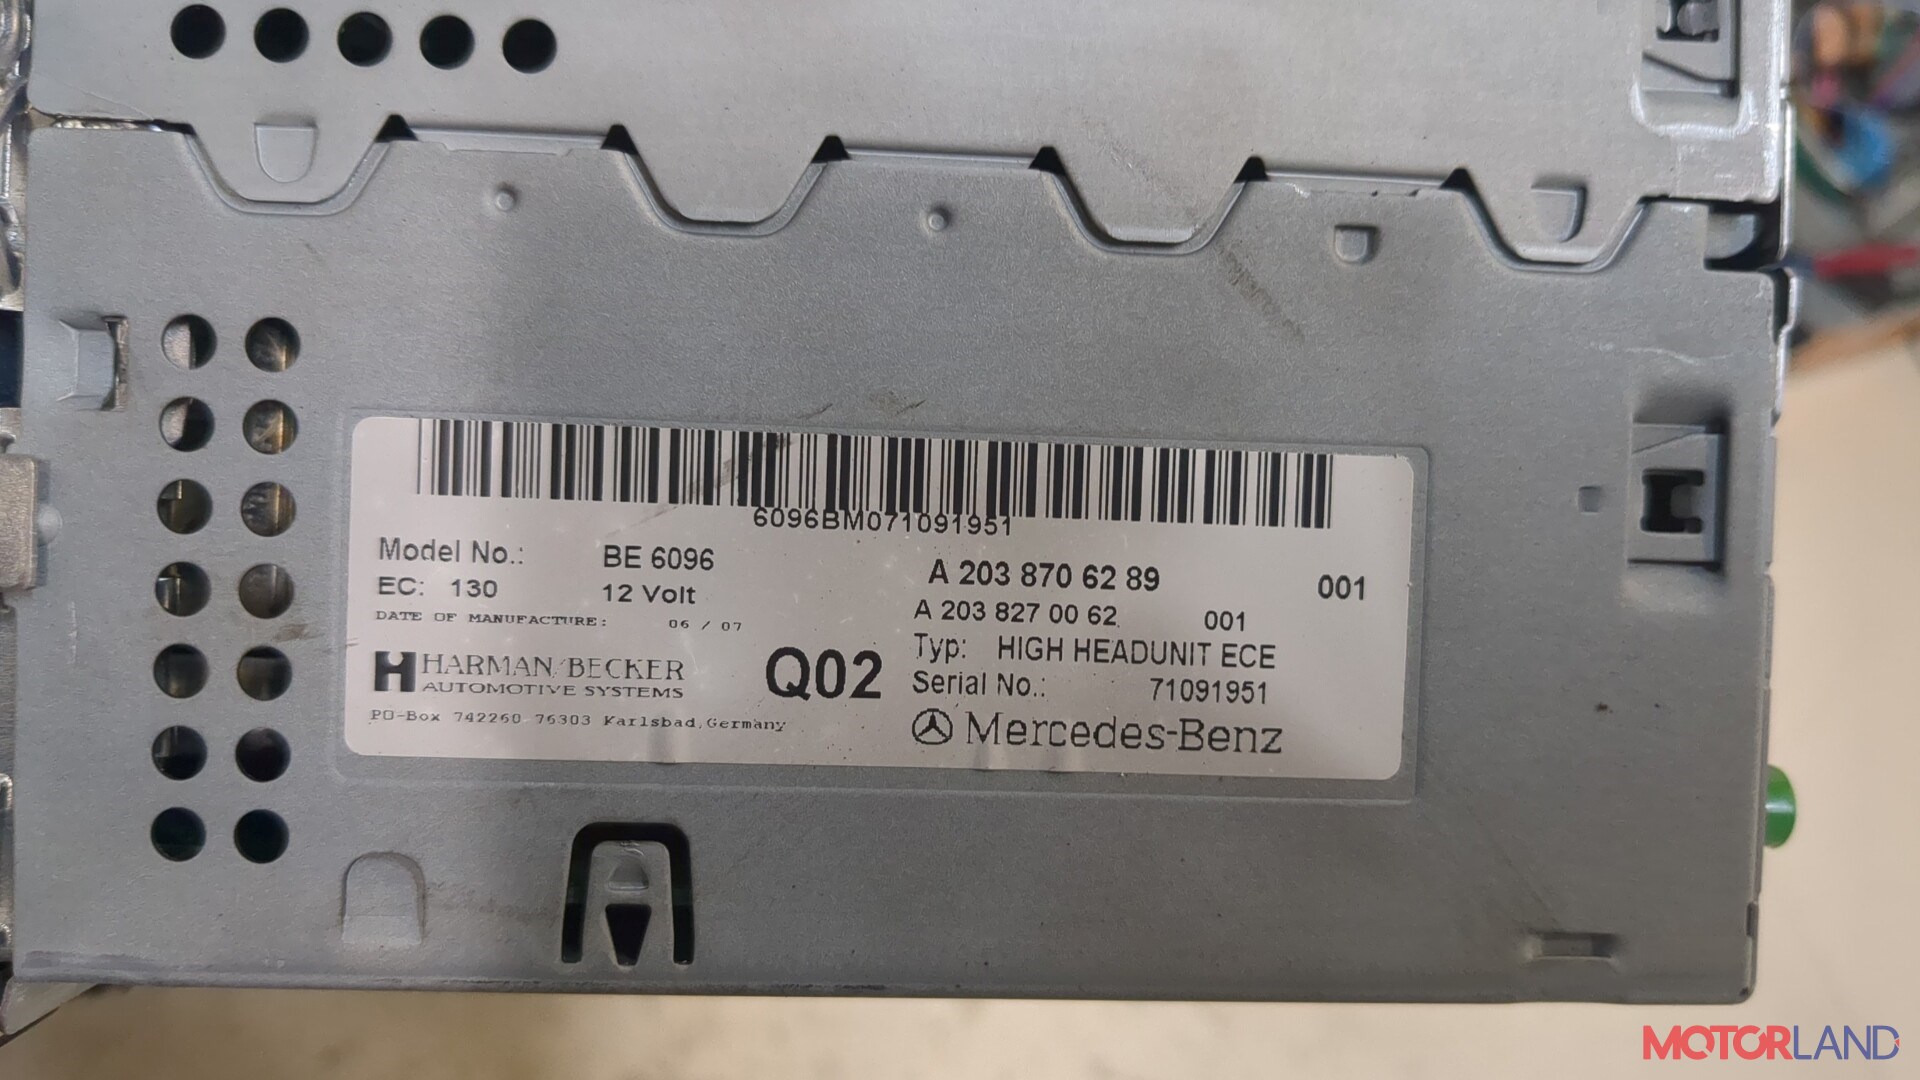 6096BM071091951
Model No.: BE 6096
EC: 130 12 Volt
DATE OF MANUFACTURE: 06 / 07
HARMAN/BECKER
AUTOMOTIVE SYSTEMS
PO-Box 742260 76303 Karlsbad,Germany
Q02
A 203 870 62 89 001
A 203 827 00 62 001
Typ: HIGH HEADUNIT ECE
Serial No.: 71091951
Mercedes-Benz
MOTORLAND